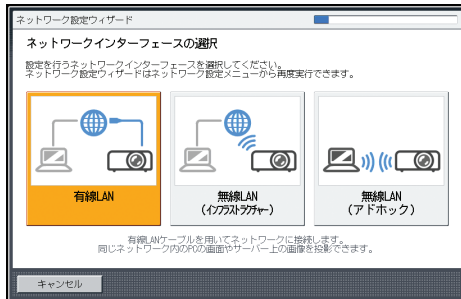 ネットワーク設定ウィザード
ネットワークインターフェースの選択
設定を行うネットワークインターフェースを選択してください。
ネットワーク設定ウィザードはネットワーク設定メニューから再度実行できます。
有線LAN
無線LAN
(インフラストラクチャー)
無線LAN
(アドホック)
有線LANケーブルを用いてネットワークに接続します。
同じネットワーク内のPCの画面やサーバー上の画像を投影できます。
キャンセル